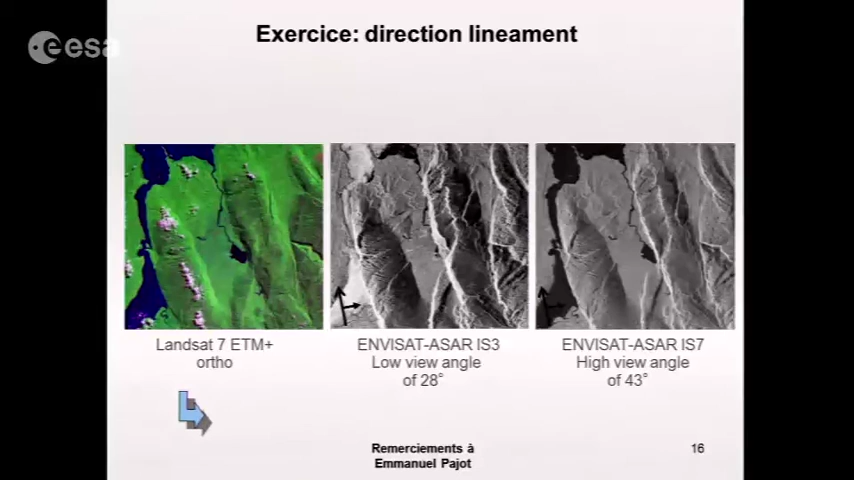 esa
Exercice: direction lineament
Landsat 7 ETM+
ortho
ENVISAT-ASAR IS3
Low view angle
of 28°
ENVISAT-ASAR IS7
High view angle
of 43°
Remerciements à
Emmanuel Pajot
16